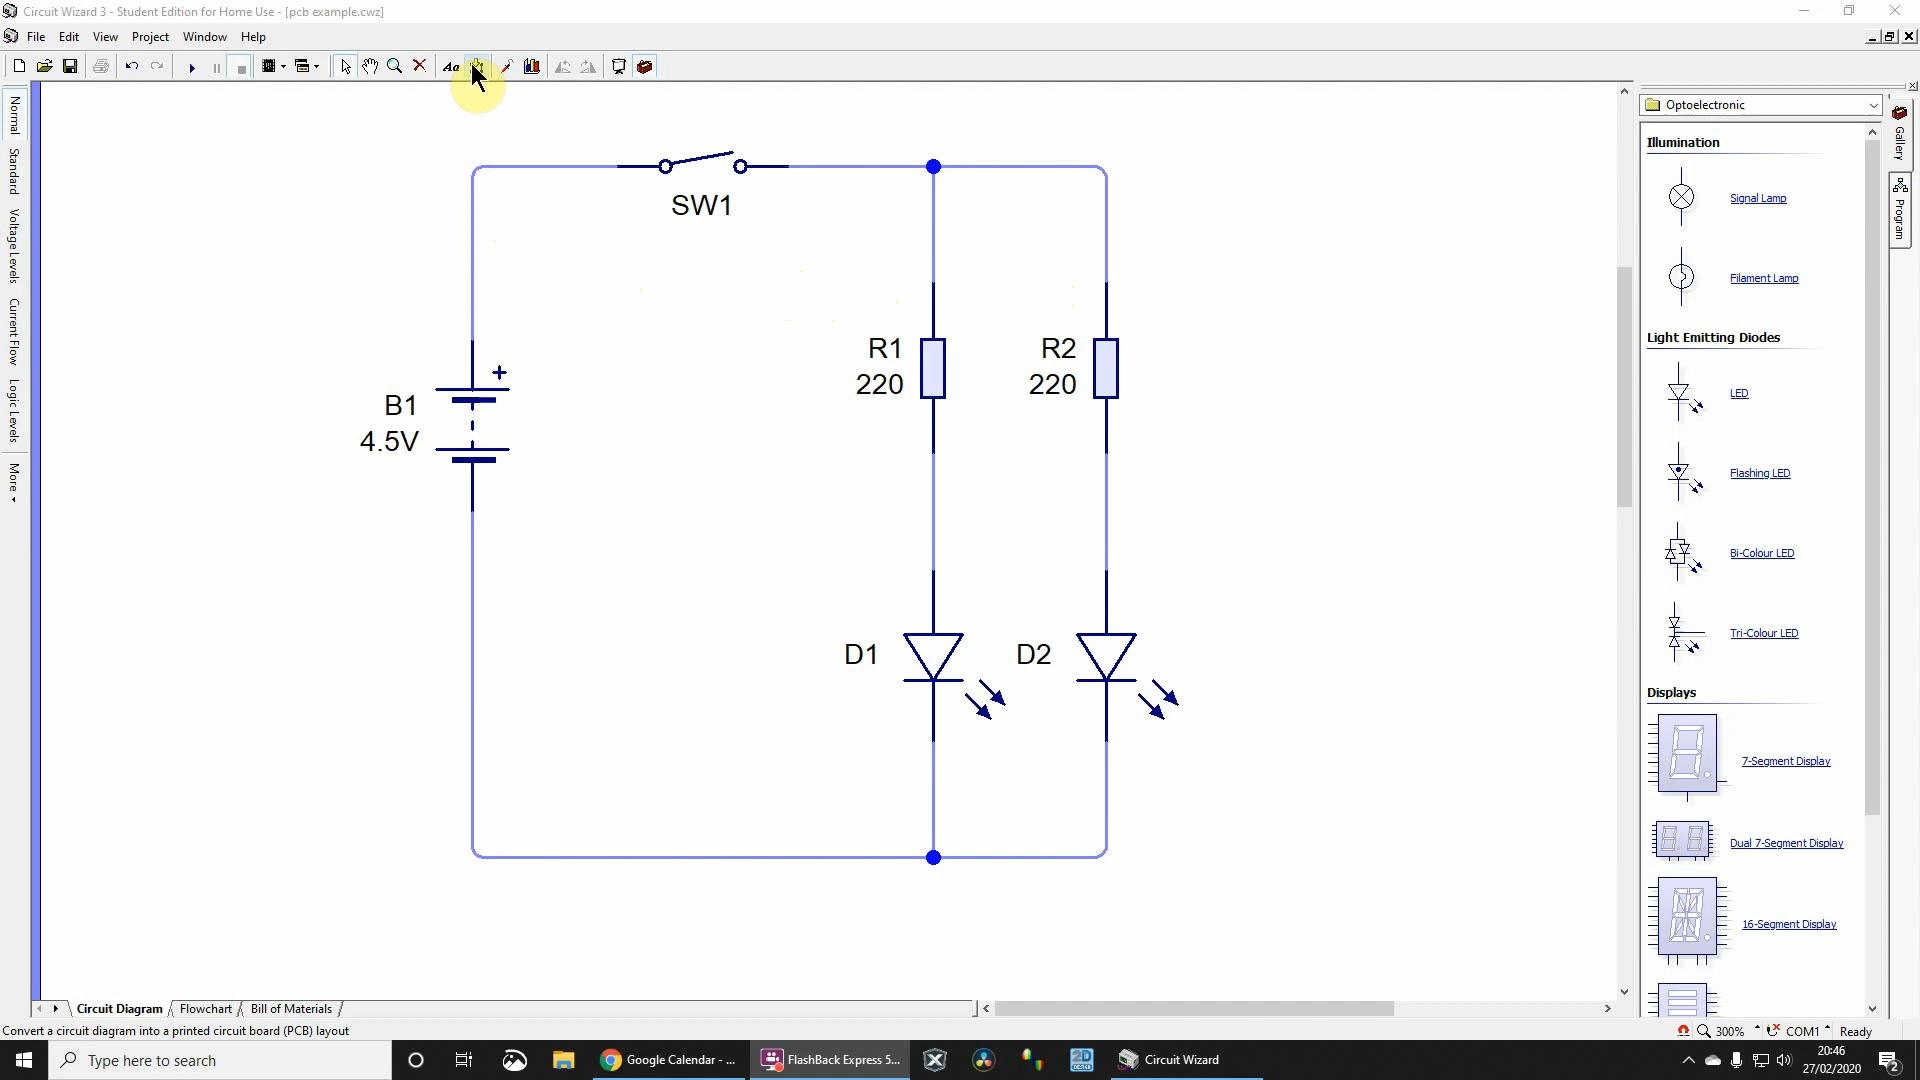 Circuit Wizard 3 - Student Edition for Home Use - [pcb example.cwz]
File Edit View Project Window Help
Aa
Normal
Standard
Voltage Levels
Current Flow
Logic Levels
More
SW1
B1
4.5V
R1
220
R2
220
D1
D2
Optoelectronic
Gallery
Program
Illumination
Signal Lamp
Filament Lamp
Light Emitting Diodes
LED
Flashing LED
Bi-Colour LED
Tri-Colour LED
Displays
7-Segment Display
Dual 7-Segment Display
16-Segment Display
Circuit Diagram Flowchart Bill of Materials
Convert a circuit diagram into a printed circuit board (PCB) layout
300% COM1 Ready
Type here to search
Google Calendar - ...
FlashBack Express 5...
2D
DESIGN
Circuit Wizard
20:46
27/02/2020
2